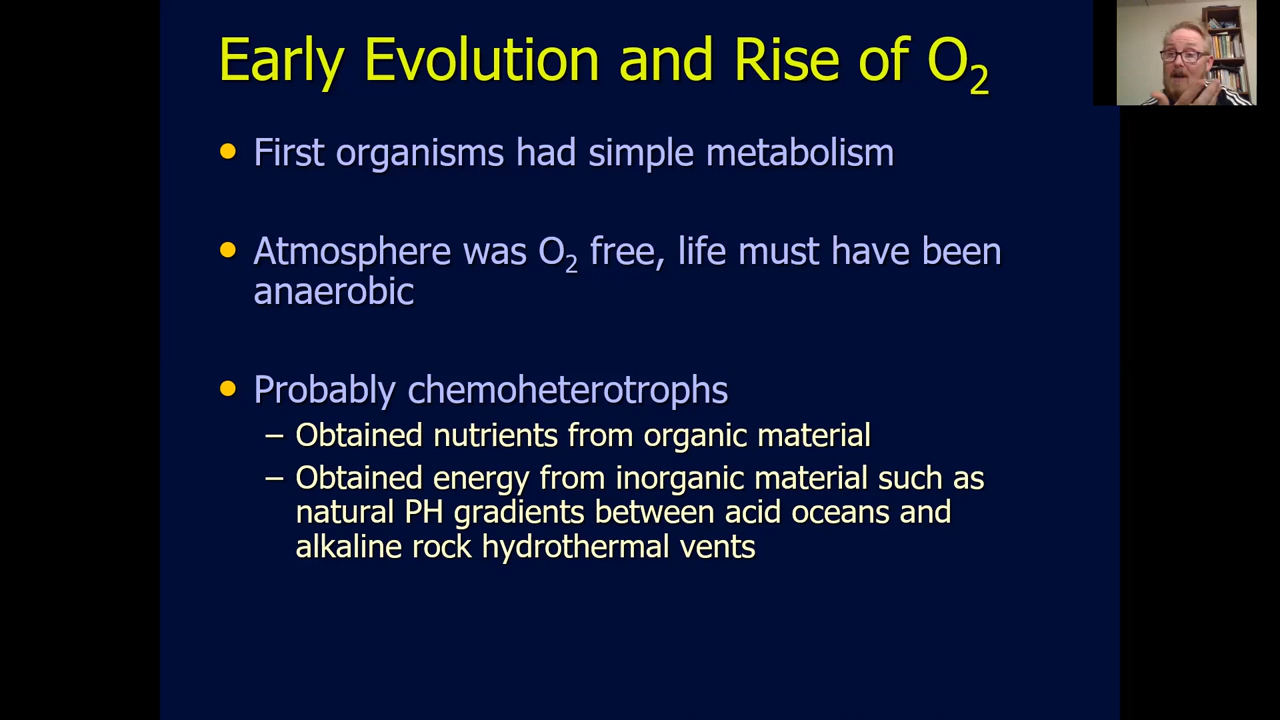 Early Evolution and Rise of O₂
• First organisms had simple metabolism
• Atmosphere was O₂ free, life must have been
anaerobic
• Probably chemoheterotrophs
– Obtained nutrients from organic material
– Obtained energy from inorganic material such as
natural PH gradients between acid oceans and
alkaline rock hydrothermal vents